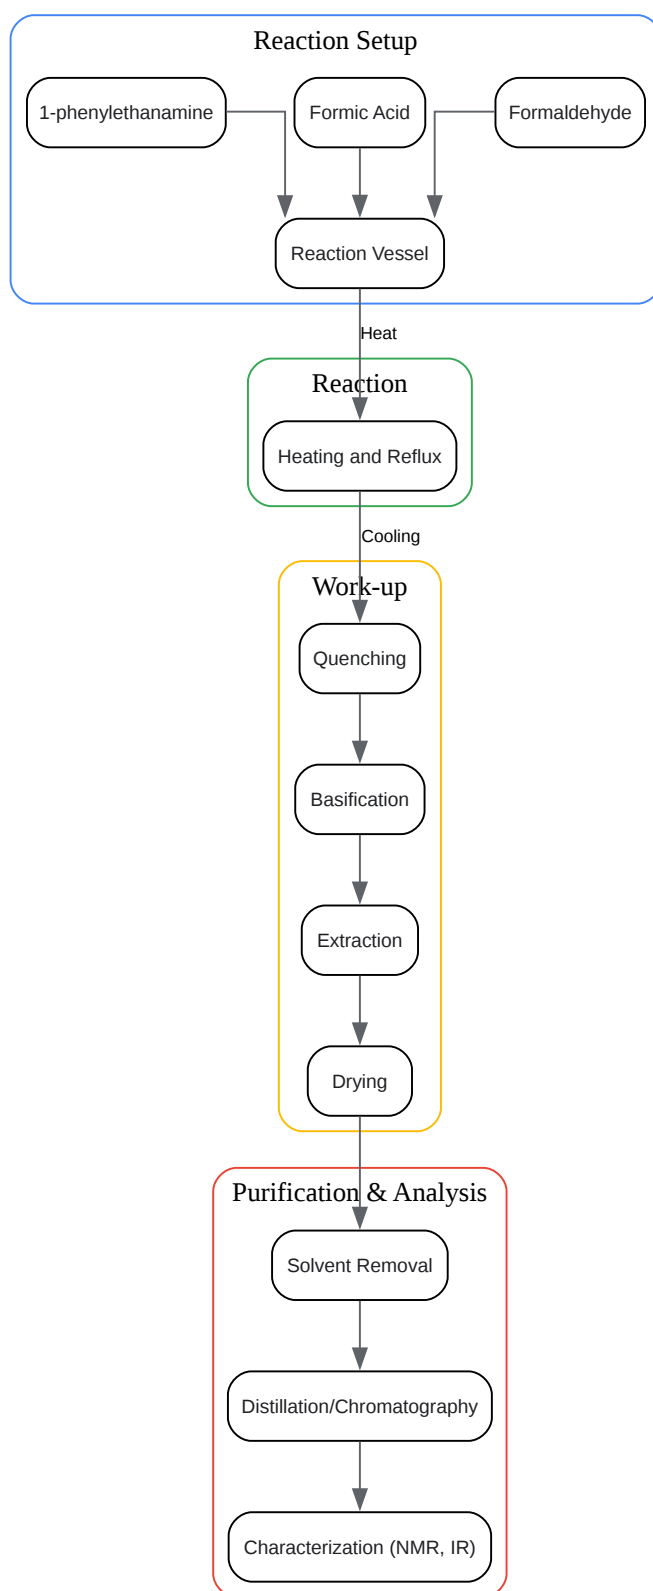 Reaction Setup
1-phenylethanamine
Formic Acid
Formaldehyde
Reaction Vessel
Heat
Reaction
Heating and Reflux
Cooling
Work-up
Quenching
Basification
Extraction
Drying
Purification & Analysis
Solvent Removal
Distillation/Chromatography
Characterization (NMR, IR)